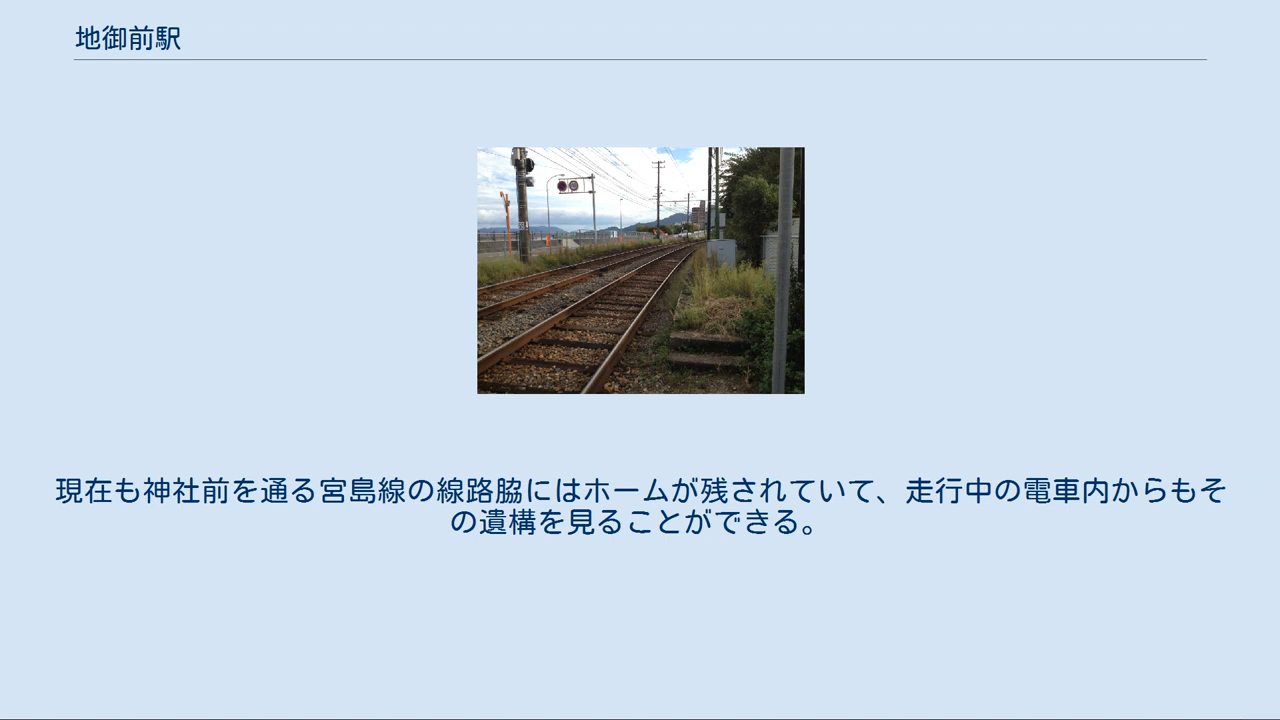 地御前駅
現在も神社前を通る宮島線の線路脇にはホームが残されていて、走行中の電車内からもそ
の遺構を見ることができる。